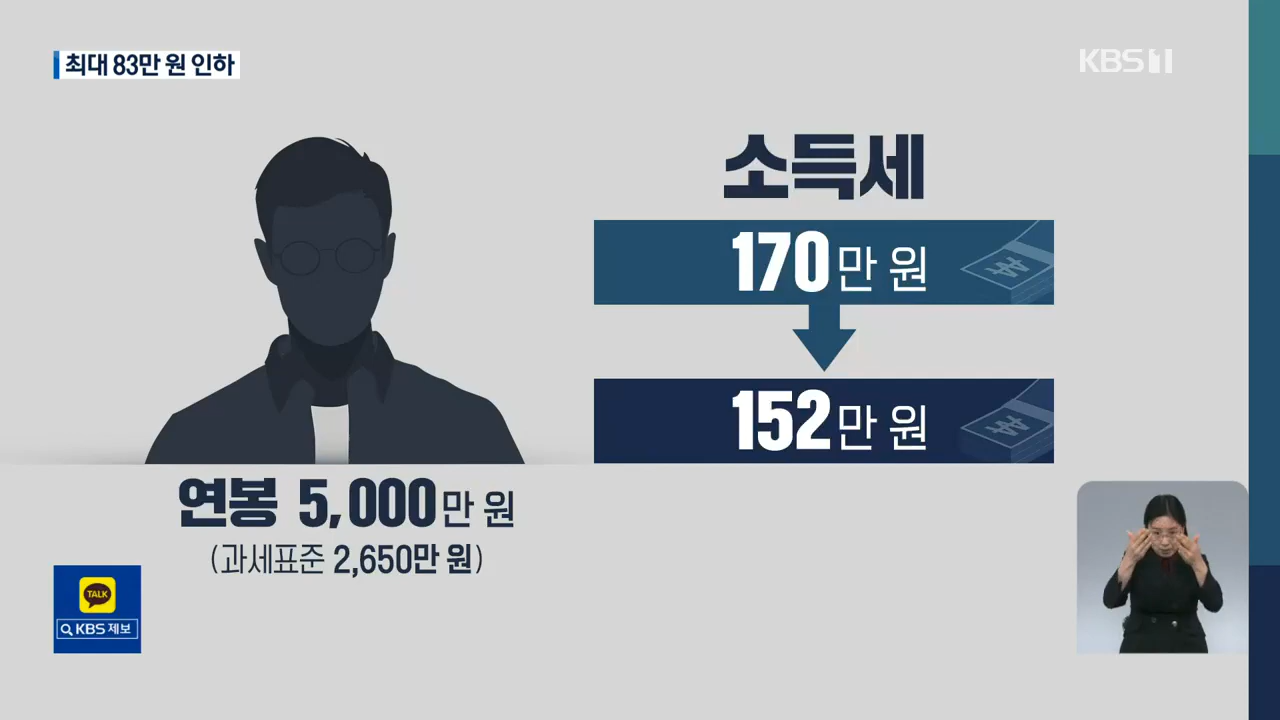 최대 83만 원 인하
KBS 1
소득세
170만 원
152만 원
연봉 5,000만 원
(과세표준 2,650만 원)
TALK
KBS 제보